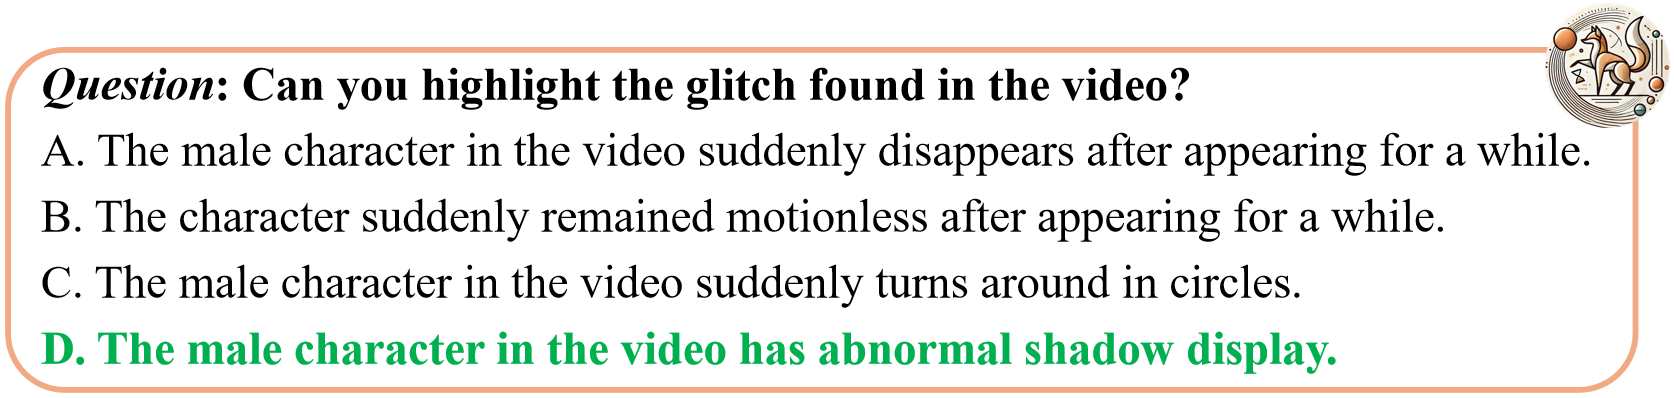 Question: Can you highlight the glitch found in the video?
A. The male character in the video suddenly disappears after appearing for a while.
B. The character suddenly remained motionless after appearing for a while.
C. The male character in the video suddenly turns around in circles.
D. The male character in the video has abnormal shadow display.